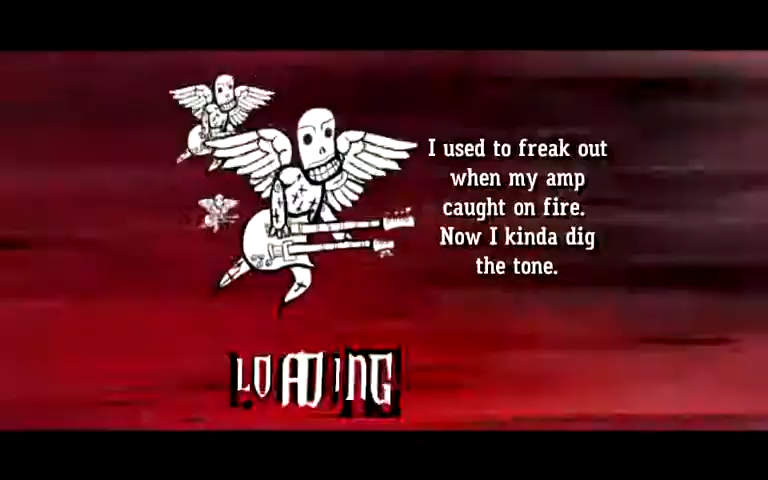 I used to freak out
when my amp
caught on fire.
Now I kinda dig
the tone.
LOADING